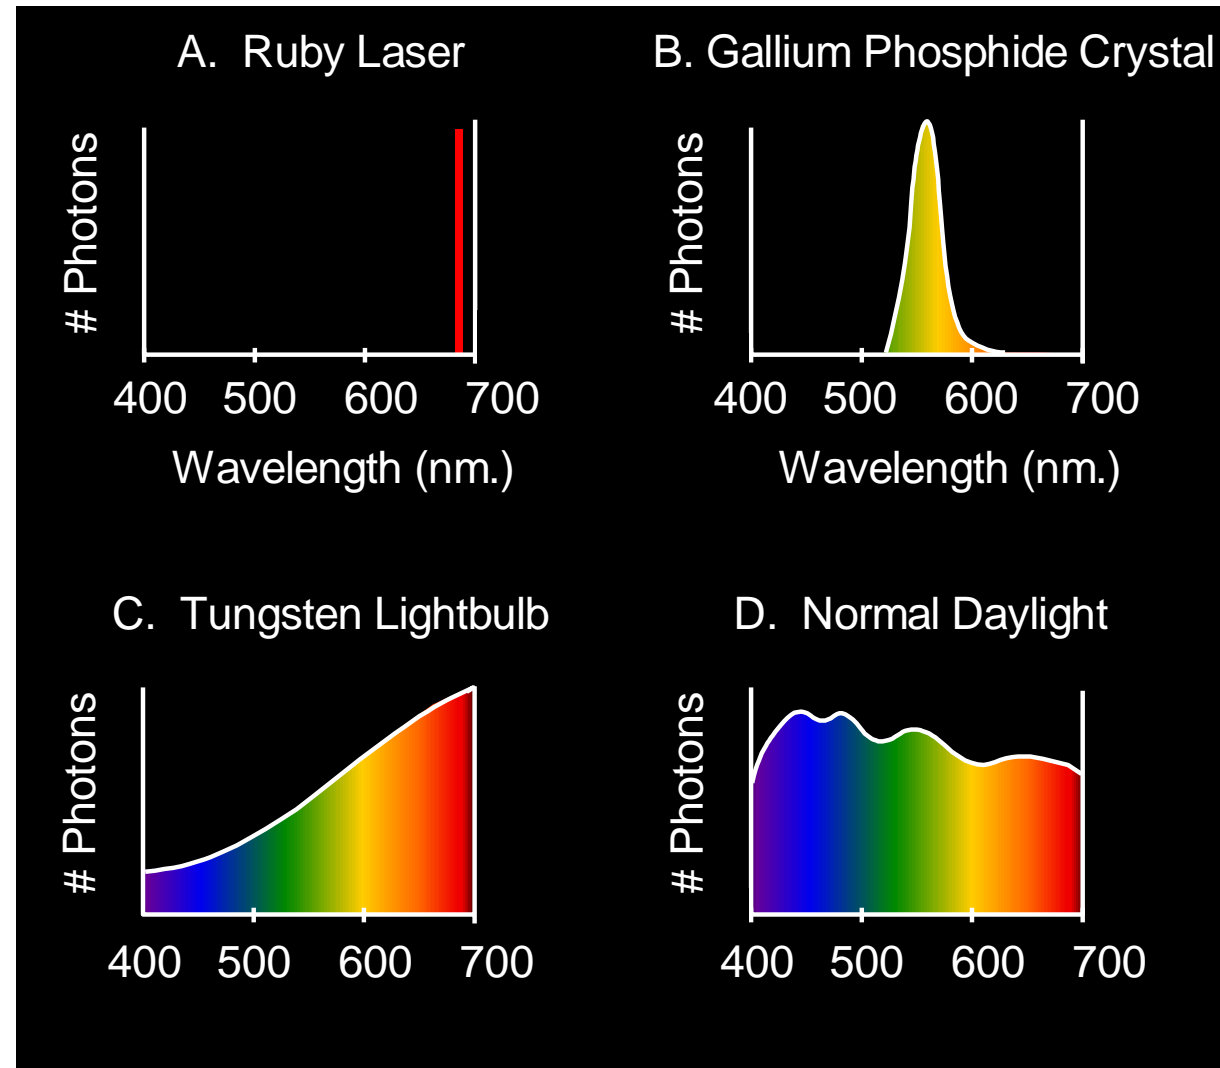 A. Ruby Laser
# Photons
400 500 600 700
Wavelength (nm.)
B. Gallium Phosphide Crystal
# Photons
400 500 600 700
Wavelength (nm.)
C. Tungsten Lightbulb
# Photons
400 500 600 700
D. Normal Daylight
# Photons
400 500 600 700